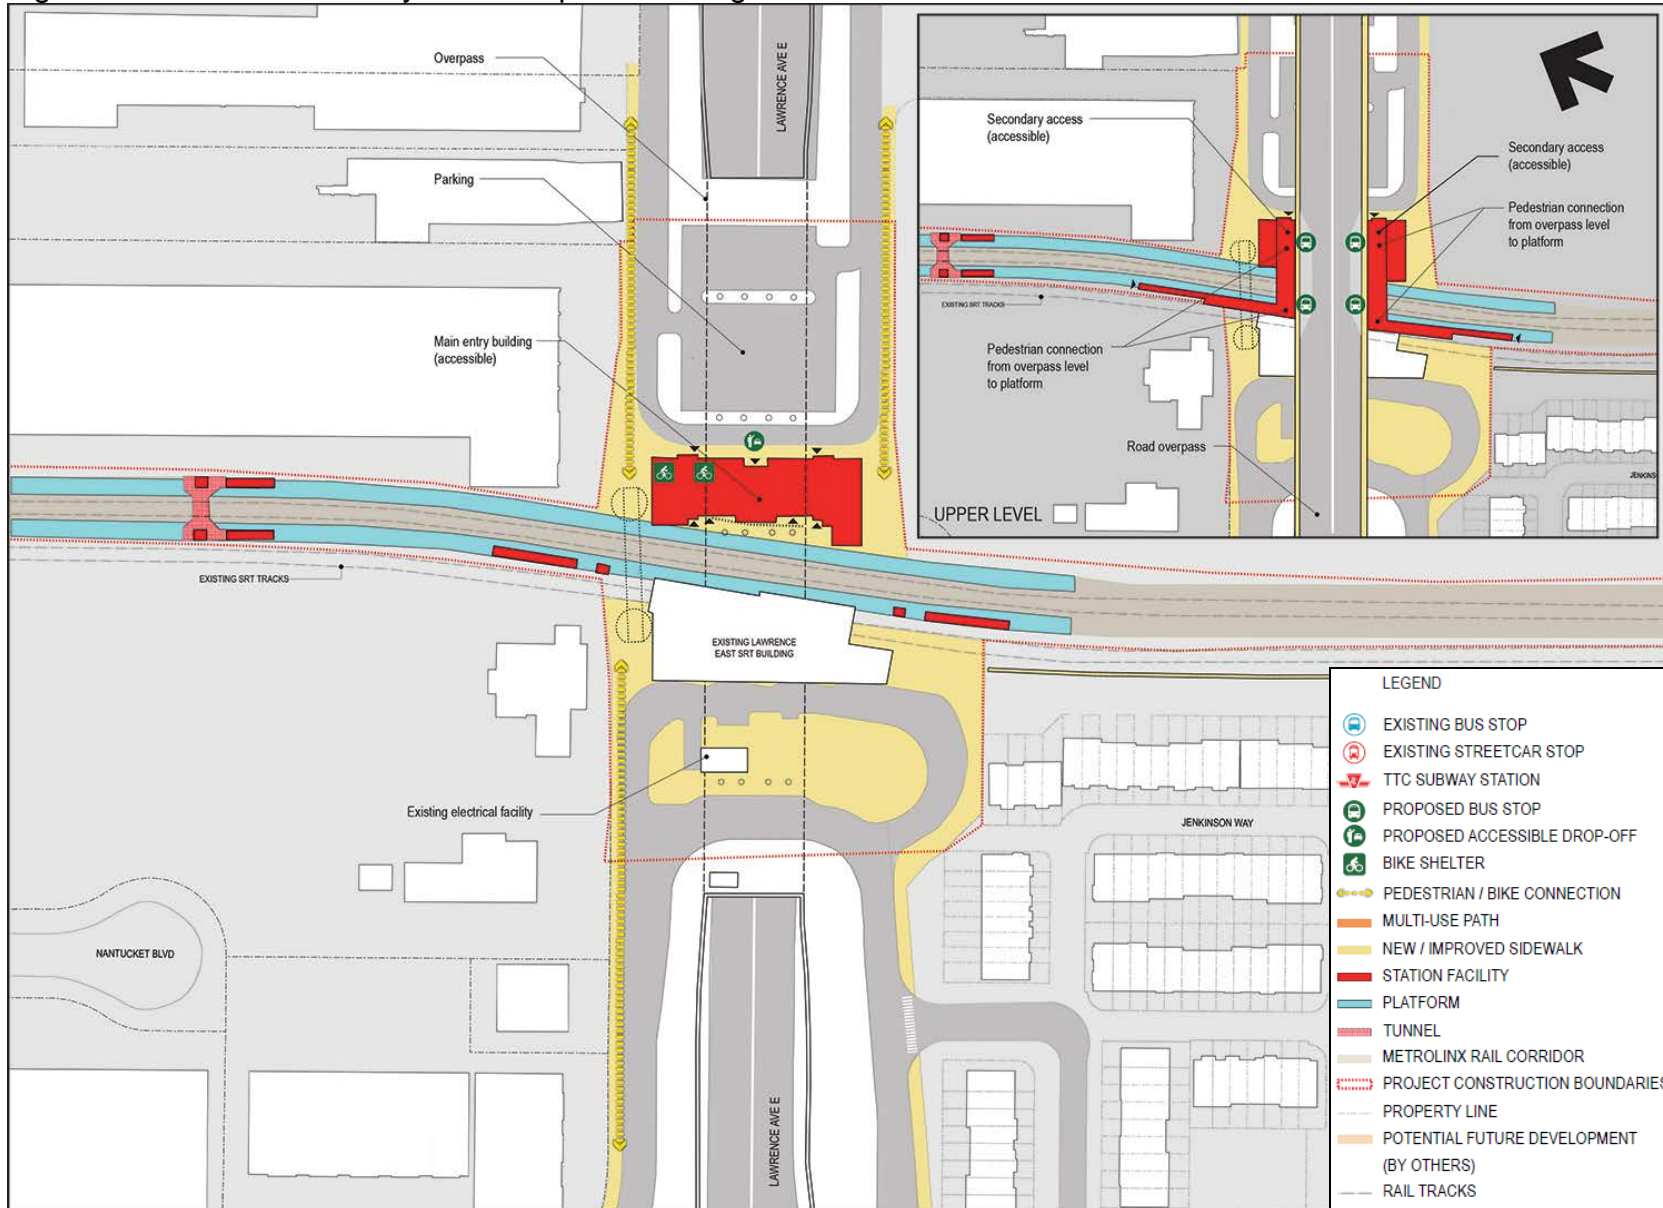 Overpass
LAWRENCE AVE E
Parking
Main entry building
(accessible)
EXISTING SRT TRACKS
EXISTING LAWRENCE
EAST SRT BUILDING
Existing electrical facility
JENKINSON WAY
NANTUCKET BLVD
LAWRENCE AVE E
Secondary access
(accessible)
Secondary access
(accessible)
Pedestrian connection
from overpass level
to platform
EXISTING SRT TRACKS
Pedestrian connection
from overpass level
to platform
Road overpass
JENKINS
UPPER LEVEL
LEGEND
EXISTING BUS STOP
EXISTING STREETCAR STOP
TTC SUBWAY STATION
PROPOSED BUS STOP
PROPOSED ACCESSIBLE DROP-OFF
BIKE SHELTER
PEDESTRIAN / BIKE CONNECTION
MULTI-USE PATH
NEW / IMPROVED SIDEWALK
STATION FACILITY
PLATFORM
TUNNEL
METROLINX RAIL CORRIDOR
PROJECT CONSTRUCTION BOUNDARIES
PROPERTY LINE
POTENTIAL FUTURE DEVELOPMENT
(BY OTHERS)
RAIL TRACKS